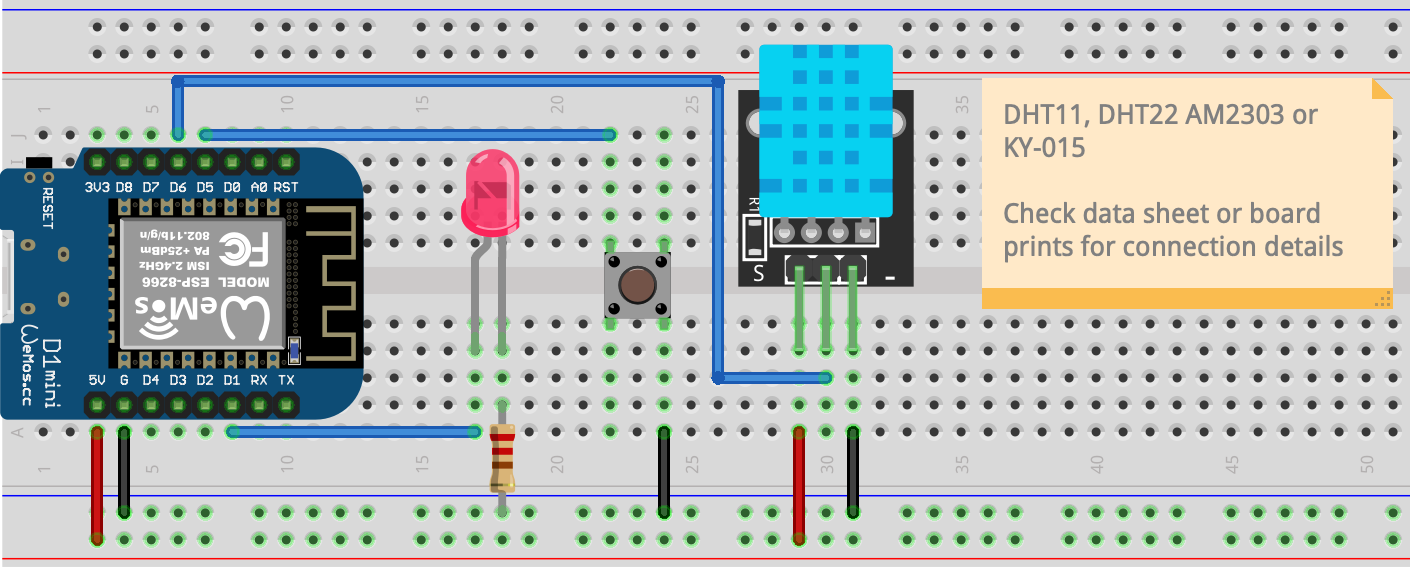 1
5
10
15
20
25
35
J
I
DHT11, DHT22 AM2303 or
KY-015
Check data sheet or board
prints for connection details
3V3 D8 D7 D6 D5 D0 A0 RST
RESET
802.11b/g/n
PA +25dBm
ISM 2.4GHz
ESP-8266
MODEL
FC
WeMos
D1mini
WeMos.cc
5V G D4 D3 D2 D1 RX TX
R1
S
-
A
1
5
10
15
20
25
30
35
40
45
50